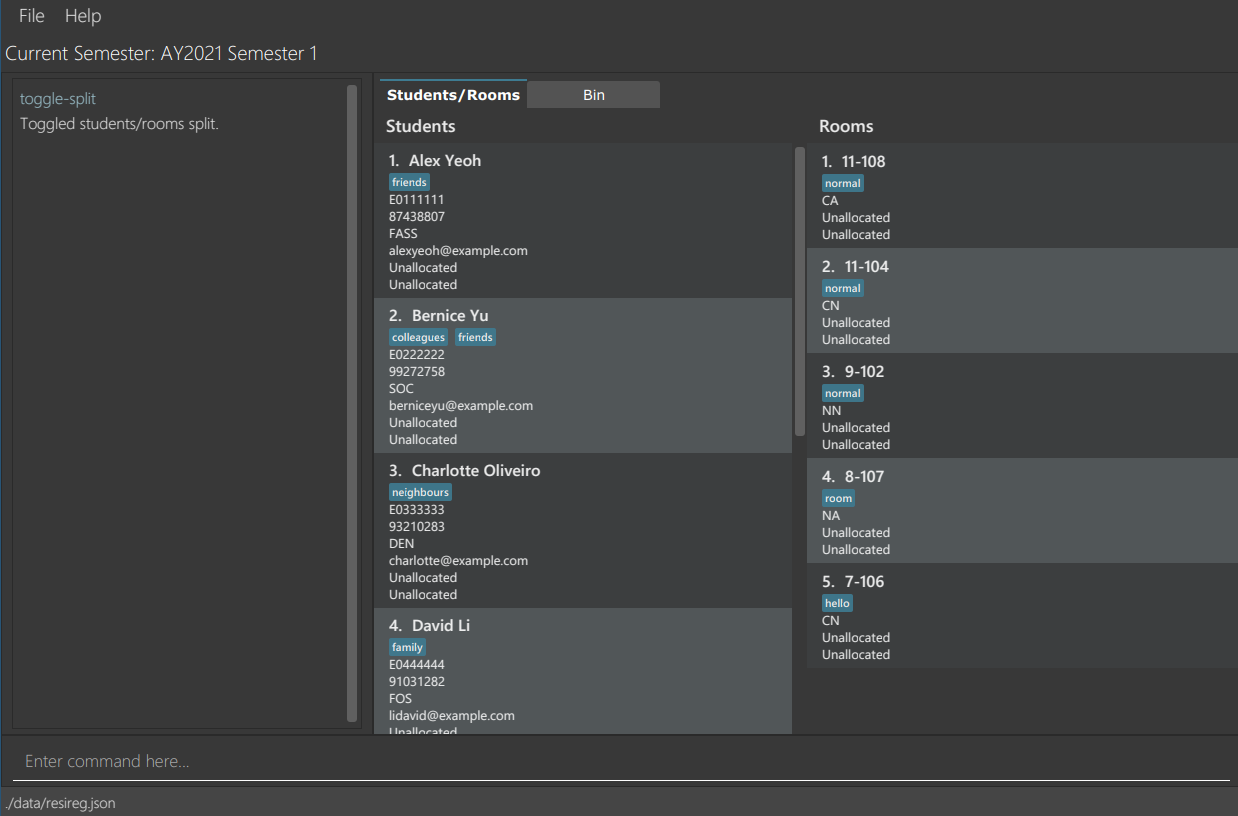 File Help
Current Semester: AY2021 Semester 1
toggle-split
Toggled students/rooms split.
Students/Rooms Bin
Students
1. Alex Yeoh
friends
E0111111
87438807
FASS
alexyeoh@example.com
Unallocated
Unallocated
2. Bernice Yu
colleagues friends
E0222222
99272758
SOC
berniceyu@example.com
Unallocated
Unallocated
3. Charlotte Oliveiro
neighbours
E0333333
93210283
DEN
charlotte@example.com
Unallocated
Unallocated
4. David Li
family
E0444444
91031282
FOS
lidavid@example.com
Unallocated
Rooms
1. 11-108
normal
CA
Unallocated
Unallocated
2. 11-104
normal
CN
Unallocated
Unallocated
3. 9-102
normal
NN
Unallocated
Unallocated
4. 8-107
room
NA
Unallocated
Unallocated
5. 7-106
hello
CN
Unallocated
Unallocated
Enter command here...
./data/resireg.json